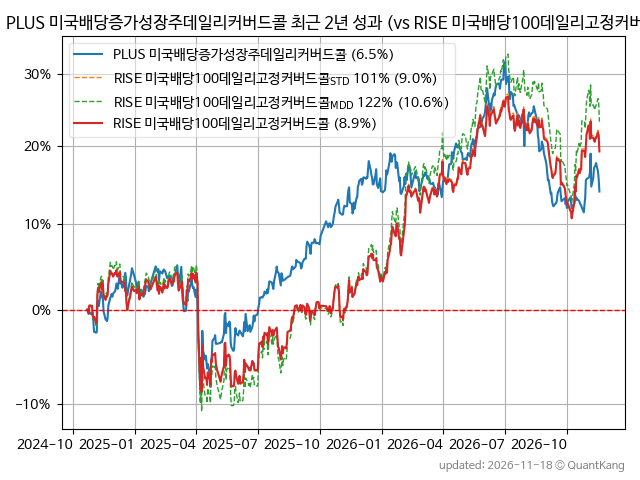 PLUS 미국배당증가성장주데일리커버드콜 최근 2년 성과 (vs RISE 미국배당100데일리고정커버
PLUS 미국배당증가성장주데일리커버드콜 (6.5%)
RISE 미국배당100데일리고정커버드콜STD 101% (9.0%)
RISE 미국배당100데일리고정커버드콜MDD 122% (10.6%)
RISE 미국배당100데일리고정커버드콜 (8.9%)
30%
20%
10%
0%
−10%
2024-10 2025-01 2025-04 2025-07 2025-10 2026-01 2026-04 2026-07 2026-10
updated: 2026-11-18 © QuantKang